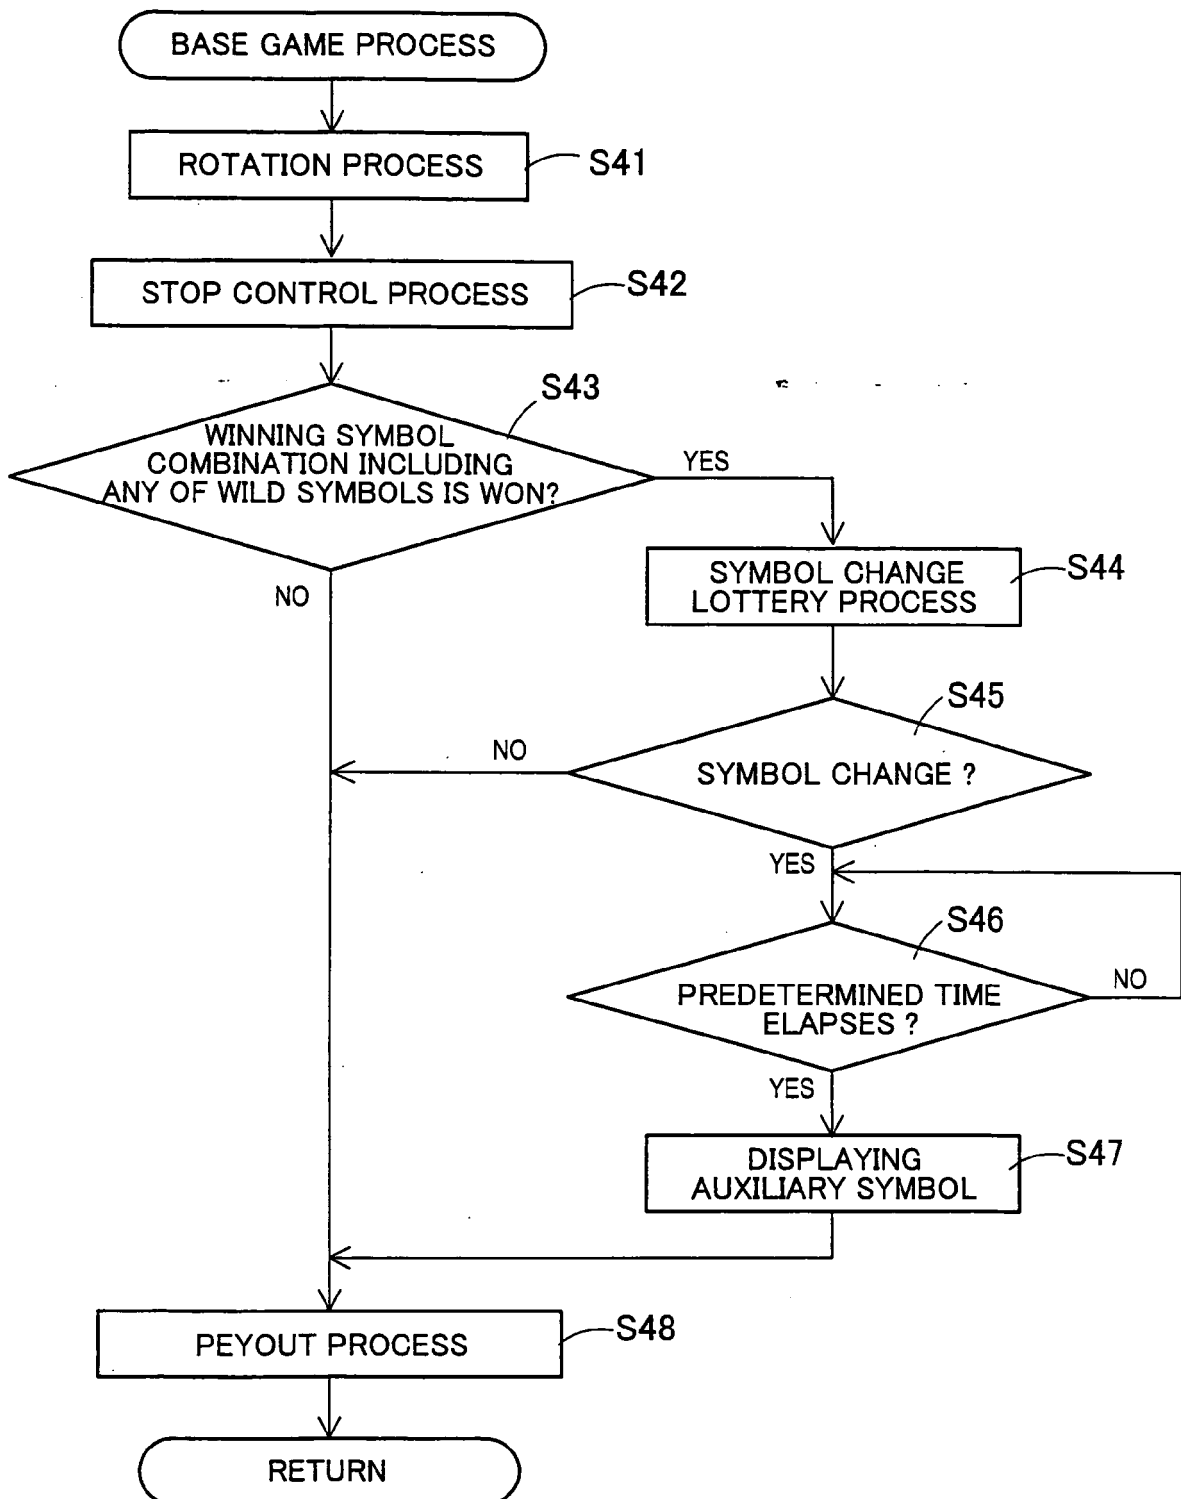 BASE GAME PROCESS
ROTATION PROCESS
S41
STOP CONTROL PROCESS
S42
S43
WINNING SYMBOL
COMBINATION INCLUDING
ANY OF WILD SYMBOLS IS WON?
YES
NO
SYMBOL CHANGE
LOTTERY PROCESS
S44
S45
NO
SYMBOL CHANGE ?
YES
S46
PREDETERMINED TIME
ELAPSES ?
NO
YES
DISPLAYING
AUXILIARY SYMBOL
S47
PEYOUT PROCESS
S48
RETURN